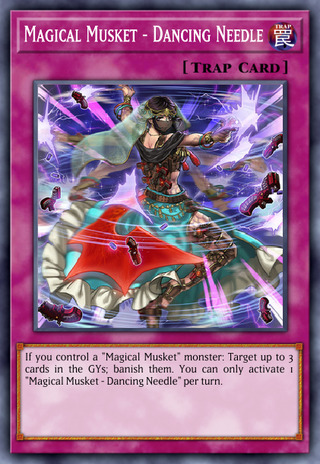 Magical Musket - Dancing Needle
TRAP
罠
[ Trap Card ]
If you control a "Magical Musket" monster: Target up to 3
cards in the GYs; banish them. You can only activate 1
"Magical Musket - Dancing Needle" per turn.